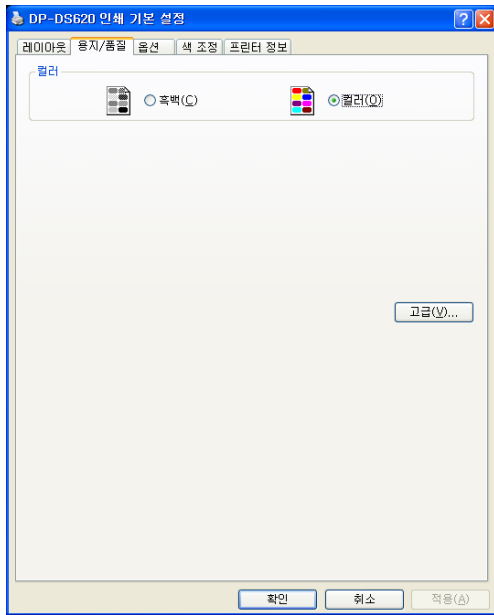 DP-DS620 인쇄 기본 설정
레이아웃 용지/품질 옵션 색 조정 프린터 정보
컬러
흑백(C) 컬러(O)
고급(V)...
확인 취소 적용(A)